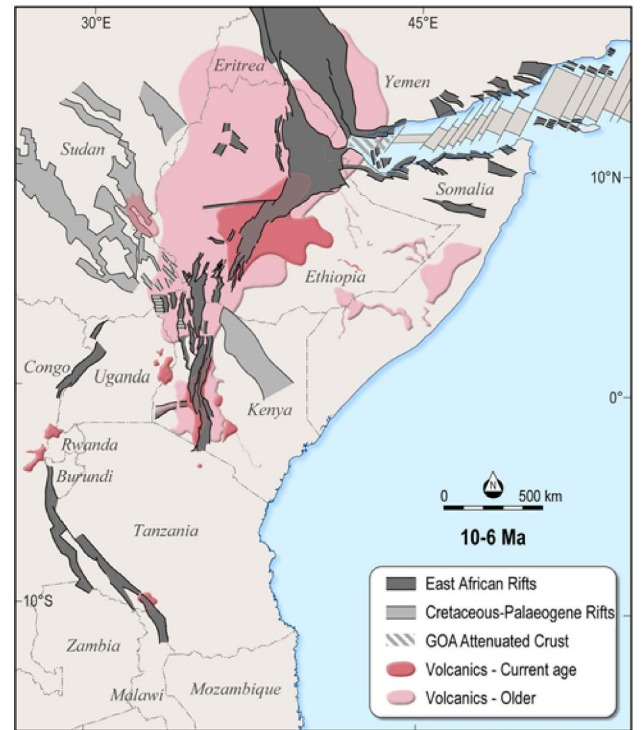 30°E
45°E
Eritrea
Yemen
Sudan
10°N
Somalia
Ethiopia
Congo
Uganda
Kenya
0°
Rwanda
Burundi
N
0 500 km
Tanzania
10-6 Ma
10°S
East African Rifts
Cretaceous-Palaeogene Rifts
GOA Attenuated Crust
Zambia
Volcanics - Current age
Malawi
Mozambique
Volcanics - Older